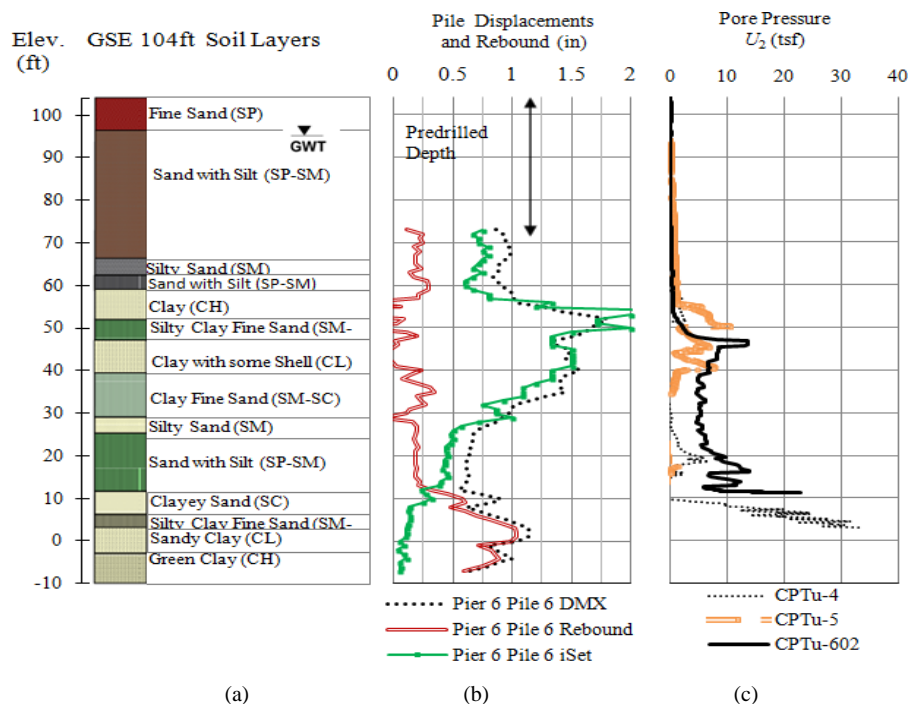 Elev.
(ft)
GSE 104ft Soil Layers
100
90
80
70
60
50
40
30
20
10
0
-10
Fine Sand (SP)
GWT
Sand with Silt (SP-SM)
Silty Sand (SM)
Sand with Silt (SP-SM)
Clay (CH)
Silty Clay Fine Sand (SM-
Clay with some Shell (CL)
Clay Fine Sand (SM-SC)
Silty Sand (SM)
Sand with Silt (SP-SM)
Clayey Sand (SC)
Silty Clay Fine Sand (SM-
Sandy Clay (CL)
Green Clay (CH)
(a)
Pile Displacements
and Rebound (in)
0 0.5 1 1.5 2
Predrilled
Depth
Pier 6 Pile 6 DMX
Pier 6 Pile 6 Rebound
Pier 6 Pile 6 iSet
(b)
Pore Pressure
U2 (tsf)
0 10 20 30 40
CPTu-4
CPTu-5
CPTu-602
(c)